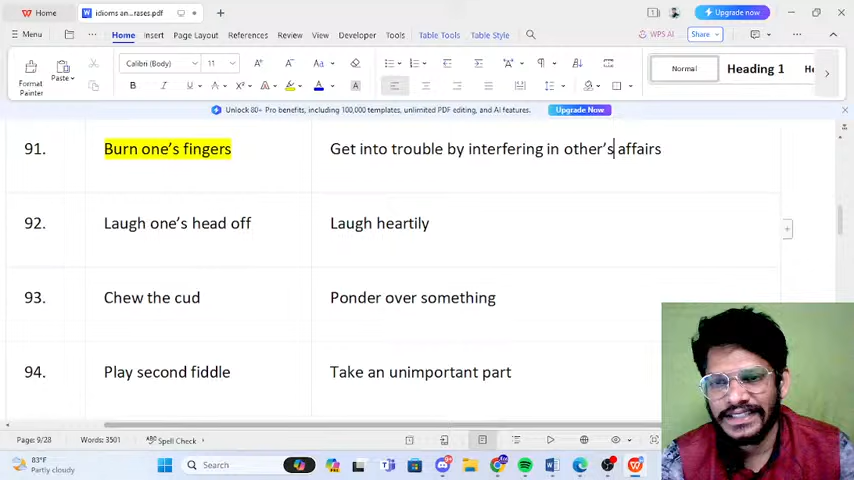 Home
idioms an...rases.pdf
Upgrade now
Menu
Home Insert Page Layout References Review View Developer Tools Table Tools Table Style
WPS AI
Share
Format Painter
Paste
Calibri (Body) 11
Normal Heading 1
Unlock 80+ Pro benefits, including 100,000 templates, unlimited PDF editing, and AI features. Upgrade Now
91. Burn one's fingers Get into trouble by interfering in other's affairs
92. Laugh one's head off Laugh heartily
93. Chew the cud Ponder over something
94. Play second fiddle Take an unimportant part
Page: 9/28 Words: 3501 Spell Check
83°F
Partly cloudy
Search